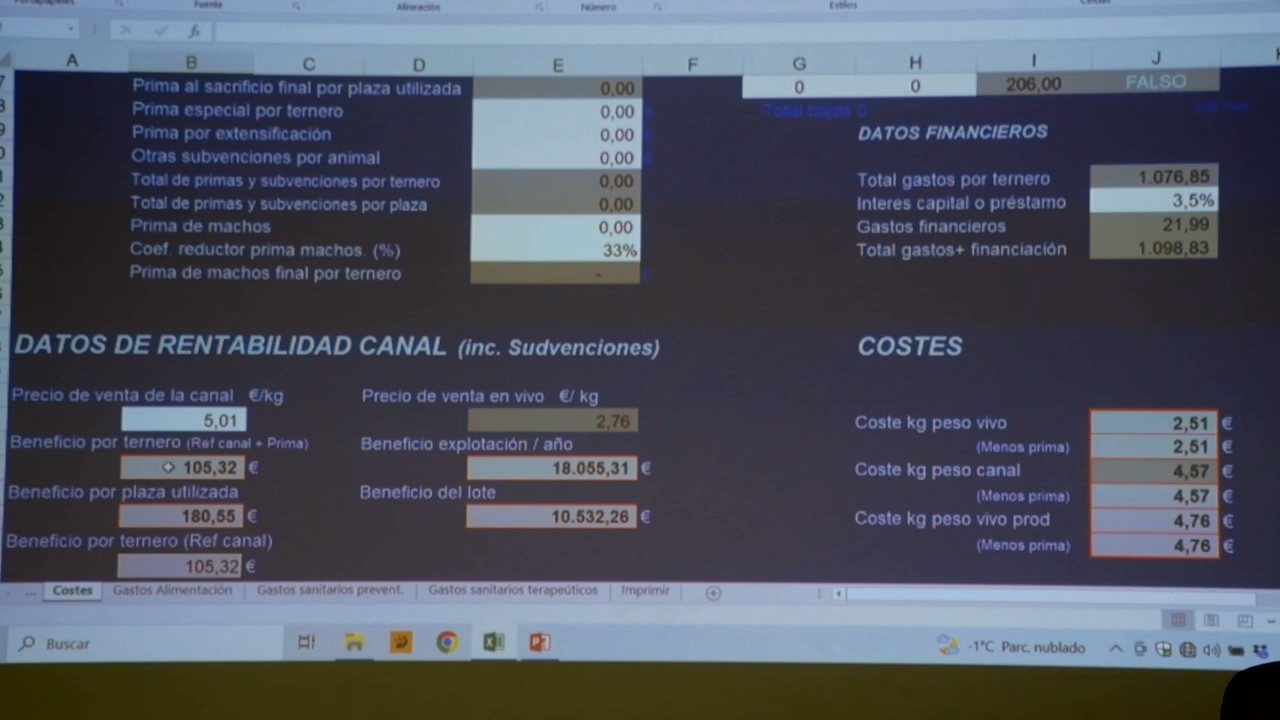 Fuente
Alineación
Número
Estilos
fx
A B C D E F G H I J
Prima al sacrificio final por plaza utilizada 0,00
0 0 206,00 FALSO
Prima especial por ternero 0,00
Total bajas 0
Prima por extensificación 0,00
DATOS FINANCIEROS
Otras subvenciones por animal 0,00
Total de primas y subvenciones por ternero 0,00
Total gastos por ternero 1.076,85
Total de primas y subvenciones por plaza 0,00
Interes capital o préstamo 3,5%
Prima de machos 0,00
Gastos financieros 21,99
Coef. reductor prima machos. (%) 33%
Total gastos+ financiación 1.098,83
Prima de machos final por ternero -
DATOS DE RENTABILIDAD CANAL (inc. Sudvenciones)
COSTES
Precio de venta de la canal €/kg
Precio de venta en vivo €/ kg
5,01
2,76
Coste kg peso vivo 2,51 €
Beneficio por ternero (Ref canal + Prima)
Beneficio explotación / año
(Menos prima) 2,51 €
105,32 €
18.055,31 €
Coste kg peso canal 4,57 €
Beneficio por plaza utilizada
Beneficio del lote
(Menos prima) 4,57 €
180,55 €
10.532,26 €
Coste kg peso vivo prod 4,76 €
Beneficio por ternero (Ref canal)
(Menos prima) 4,76 €
105,32 €
... Costes Gastos Alimentación Gastos sanitarios prevent. Gastos sanitarios terapeúticos Imprimir
Buscar
-1°C Parc. nublado